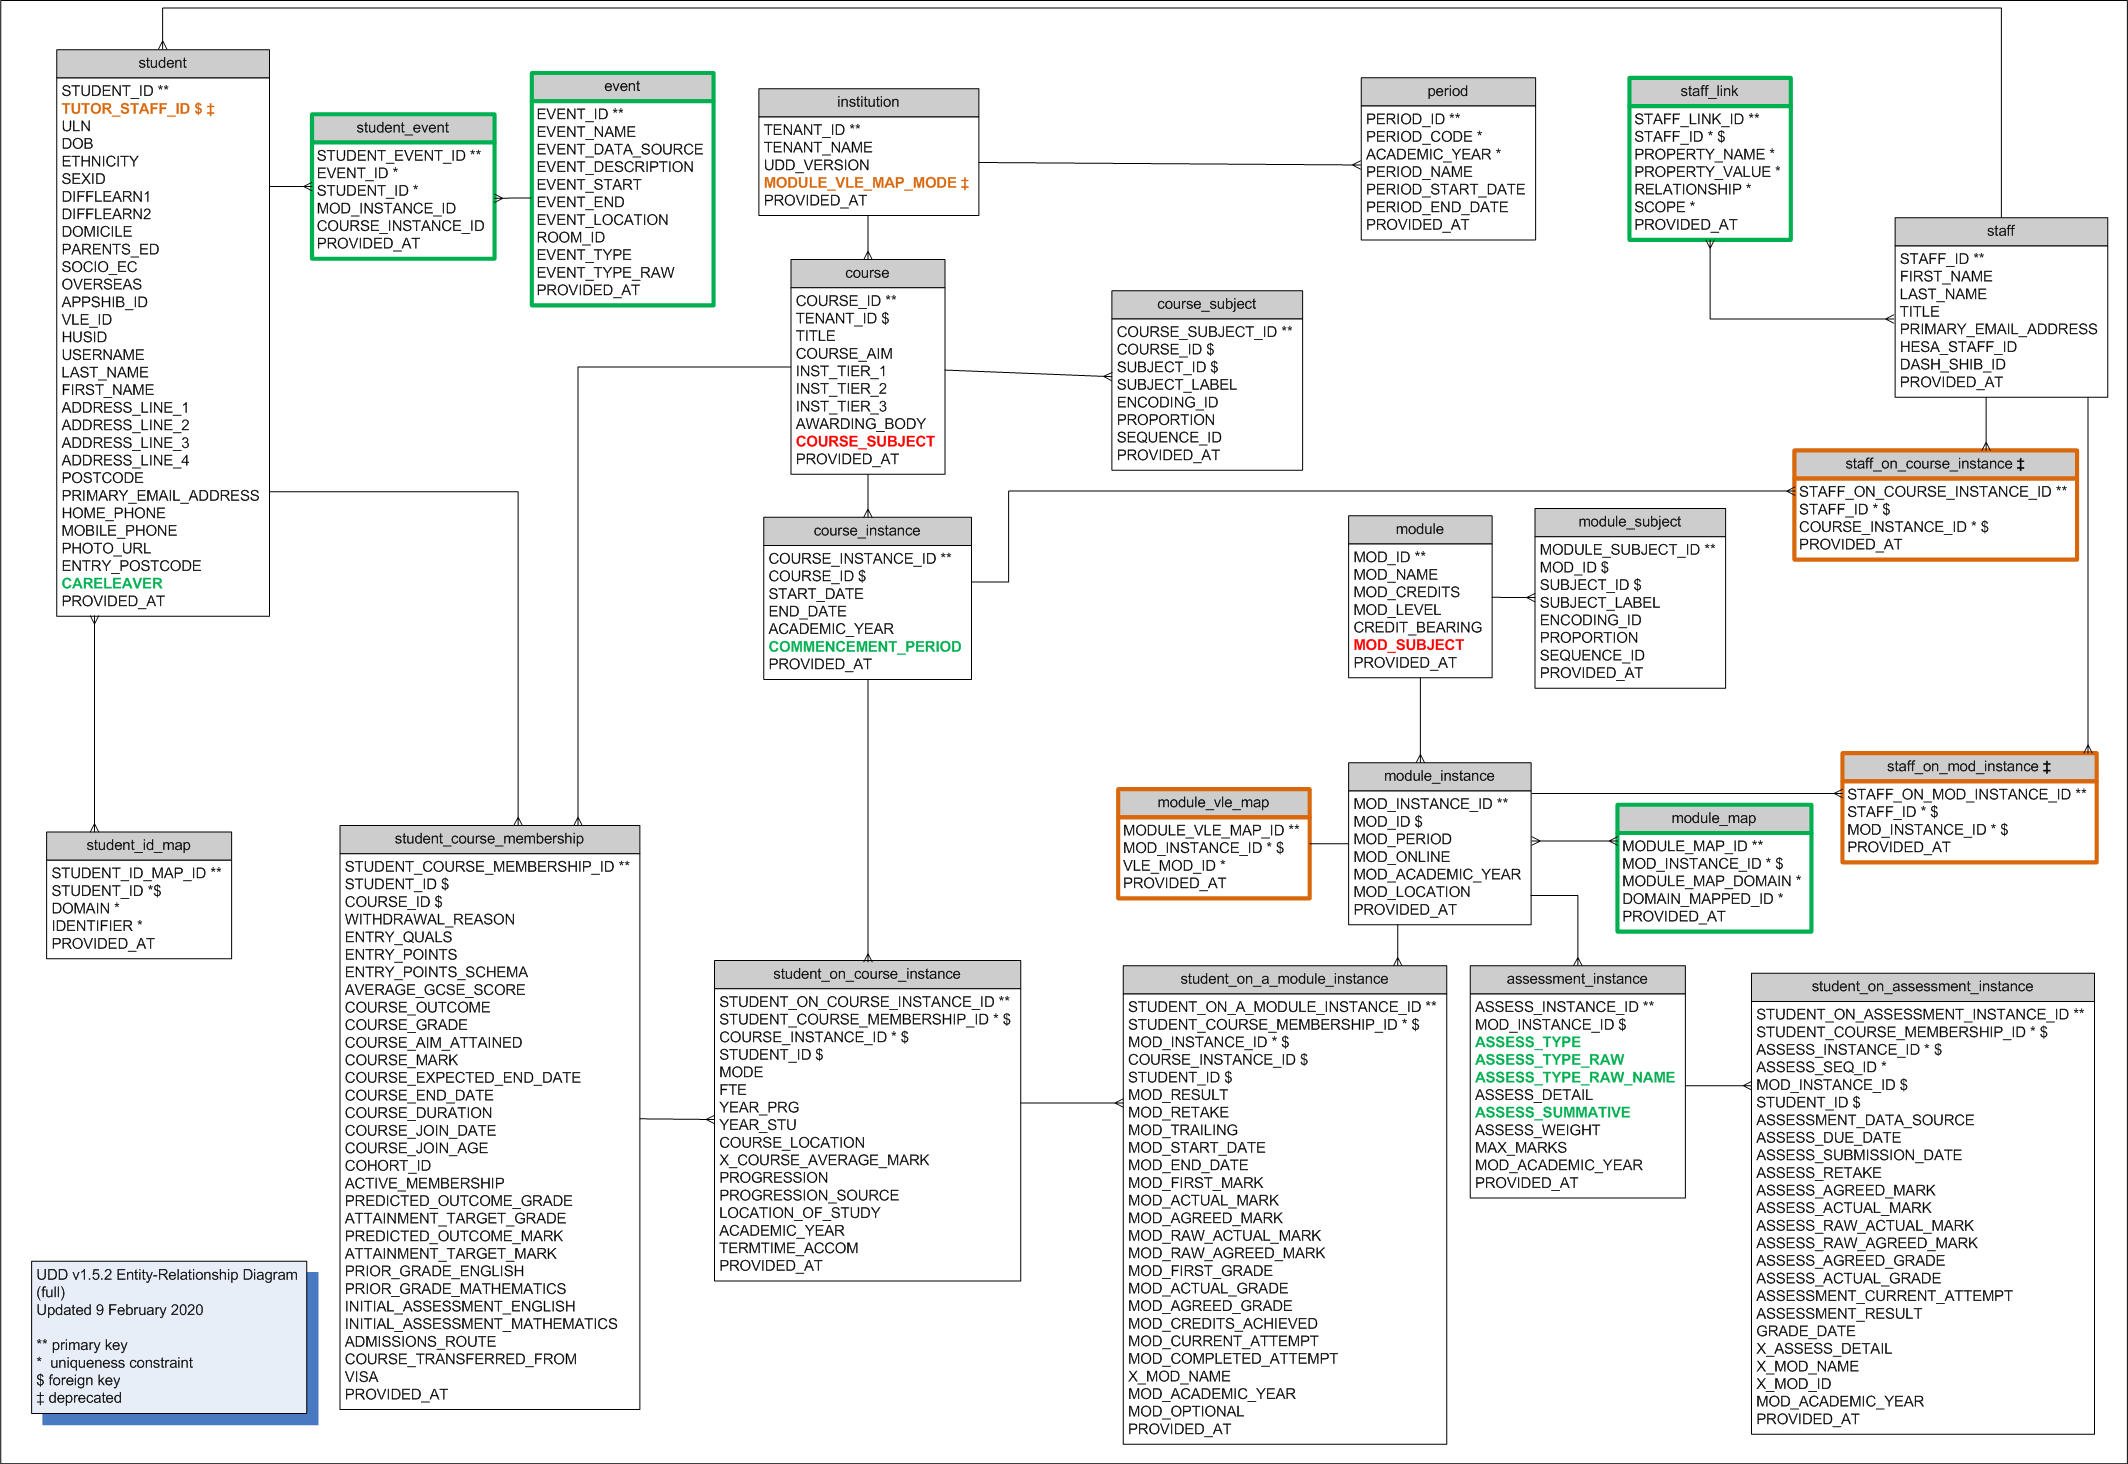 student
STUDENT_ID **
TUTOR_STAFF_ID $ ‡
ULN
DOB
ETHNICITY
SEXID
DIFFLEARN1
DIFFLEARN2
DOMICILE
PARENTS_ED
SOCIO_EC
OVERSEAS
APPSHIB_ID
VLE_ID
HUSID
USERNAME
LAST_NAME
FIRST_NAME
ADDRESS_LINE_1
ADDRESS_LINE_2
ADDRESS_LINE_3
ADDRESS_LINE_4
POSTCODE
PRIMARY_EMAIL_ADDRESS
HOME_PHONE
MOBILE_PHONE
PHOTO_URL
ENTRY_POSTCODE
CARELEAVER
PROVIDED_AT
student_event
STUDENT_EVENT_ID **
EVENT_ID *
STUDENT_ID *
MOD_INSTANCE_ID
COURSE_INSTANCE_ID
PROVIDED_AT
event
EVENT_ID **
EVENT_NAME
EVENT_DATA_SOURCE
EVENT_DESCRIPTION
EVENT_START
EVENT_END
EVENT_LOCATION
ROOM_ID
EVENT_TYPE
EVENT_TYPE_RAW
PROVIDED_AT
institution
TENANT_ID **
TENANT_NAME
UDD_VERSION
MODULE_VLE_MAP_MODE ‡
PROVIDED_AT
period
PERIOD_ID **
PERIOD_CODE *
ACADEMIC_YEAR *
PERIOD_NAME
PERIOD_START_DATE
PERIOD_END_DATE
PROVIDED_AT
staff_link
STAFF_LINK_ID **
STAFF_ID * $
PROPERTY_NAME *
PROPERTY_VALUE *
RELATIONSHIP *
SCOPE *
PROVIDED_AT
staff
STAFF_ID **
FIRST_NAME
LAST_NAME
TITLE
PRIMARY_EMAIL_ADDRESS
HESA_STAFF_ID
DASH_SHIB_ID
PROVIDED_AT
course
COURSE_ID **
TENANT_ID $
TITLE
COURSE_AIM
INST_TIER_1
INST_TIER_2
INST_TIER_3
AWARDING_BODY
COURSE_SUBJECT
PROVIDED_AT
course_subject
COURSE_SUBJECT_ID **
COURSE_ID $
SUBJECT_ID $
SUBJECT_LABEL
ENCODING_ID
PROPORTION
SEQUENCE_ID
PROVIDED_AT
staff_on_course_instance ‡
STAFF_ON_COURSE_INSTANCE_ID **
STAFF_ID * $
COURSE_INSTANCE_ID * $
PROVIDED_AT
course_instance
COURSE_INSTANCE_ID **
COURSE_ID $
START_DATE
END_DATE
ACADEMIC_YEAR
COMMENCEMENT_PERIOD
PROVIDED_AT
module
MOD_ID **
MOD_NAME
MOD_CREDITS
MOD_LEVEL
CREDIT_BEARING
MOD_SUBJECT
PROVIDED_AT
module_subject
MODULE_SUBJECT_ID **
MOD_ID $
SUBJECT_ID $
SUBJECT_LABEL
ENCODING_ID
PROPORTION
SEQUENCE_ID
PROVIDED_AT
staff_on_mod_instance ‡
STAFF_ON_MOD_INSTANCE_ID **
STAFF_ID * $
MOD_INSTANCE_ID * $
PROVIDED_AT
module_vle_map
MODULE_VLE_MAP_ID **
MOD_INSTANCE_ID * $
VLE_MOD_ID *
PROVIDED_AT
module_instance
MOD_INSTANCE_ID **
MOD_ID $
MOD_PERIOD
MOD_ONLINE
MOD_ACADEMIC_YEAR
MOD_LOCATION
PROVIDED_AT
module_map
MODULE_MAP_ID **
MOD_INSTANCE_ID * $
MODULE_MAP_DOMAIN *
DOMAIN_MAPPED_ID *
PROVIDED_AT
student_id_map
STUDENT_ID_MAP_ID **
STUDENT_ID *$
DOMAIN *
IDENTIFIER *
PROVIDED_AT
student_course_membership
STUDENT_COURSE_MEMBERSHIP_ID **
STUDENT_ID $
COURSE_ID $
WITHDRAWAL_REASON
ENTRY_QUALS
ENTRY_POINTS
ENTRY_POINTS_SCHEMA
AVERAGE_GCSE_SCORE
COURSE_OUTCOME
COURSE_GRADE
COURSE_AIM_ATTAINED
COURSE_MARK
COURSE_EXPECTED_END_DATE
COURSE_END_DATE
COURSE_DURATION
COURSE_JOIN_DATE
COURSE_JOIN_AGE
COHORT_ID
ACTIVE_MEMBERSHIP
PREDICTED_OUTCOME_GRADE
ATTAINMENT_TARGET_GRADE
PREDICTED_OUTCOME_MARK
ATTAINMENT_TARGET_MARK
PRIOR_GRADE_ENGLISH
PRIOR_GRADE_MATHEMATICS
INITIAL_ASSESSMENT_ENGLISH
INITIAL_ASSESSMENT_MATHEMATICS
ADMISSIONS_ROUTE
COURSE_TRANSFERRED_FROM
VISA
PROVIDED_AT
student_on_course_instance
STUDENT_ON_COURSE_INSTANCE_ID **
STUDENT_COURSE_MEMBERSHIP_ID * $
COURSE_INSTANCE_ID * $
STUDENT_ID $
MODE
FTE
YEAR_PRG
YEAR_STU
COURSE_LOCATION
X_COURSE_AVERAGE_MARK
PROGRESSION
PROGRESSION_SOURCE
LOCATION_OF_STUDY
ACADEMIC_YEAR
TERMTIME_ACCOM
PROVIDED_AT
student_on_a_module_instance
STUDENT_ON_A_MODULE_INSTANCE_ID **
STUDENT_COURSE_MEMBERSHIP_ID * $
MOD_INSTANCE_ID * $
COURSE_INSTANCE_ID $
STUDENT_ID $
MOD_RESULT
MOD_RETAKE
MOD_TRAILING
MOD_START_DATE
MOD_END_DATE
MOD_FIRST_MARK
MOD_ACTUAL_MARK
MOD_AGREED_MARK
MOD_RAW_ACTUAL_MARK
MOD_RAW_AGREED_MARK
MOD_FIRST_GRADE
MOD_ACTUAL_GRADE
MOD_AGREED_GRADE
MOD_CREDITS_ACHIEVED
MOD_CURRENT_ATTEMPT
MOD_COMPLETED_ATTEMPT
X_MOD_NAME
MOD_ACADEMIC_YEAR
MOD_OPTIONAL
PROVIDED_AT
assessment_instance
ASSESS_INSTANCE_ID **
MOD_INSTANCE_ID $
ASSESS_TYPE
ASSESS_TYPE_RAW
ASSESS_TYPE_RAW_NAME
ASSESS_DETAIL
ASSESS_SUMMATIVE
ASSESS_WEIGHT
MAX_MARKS
MOD_ACADEMIC_YEAR
PROVIDED_AT
student_on_assessment_instance
STUDENT_ON_ASSESSMENT_INSTANCE_ID **
STUDENT_COURSE_MEMBERSHIP_ID * $
ASSESS_INSTANCE_ID * $
ASSESS_SEQ_ID *
MOD_INSTANCE_ID $
STUDENT_ID $
ASSESSMENT_DATA_SOURCE
ASSESS_DUE_DATE
ASSESS_SUBMISSION_DATE
ASSESS_RETAKE
ASSESS_AGREED_MARK
ASSESS_ACTUAL_MARK
ASSESS_RAW_ACTUAL_MARK
ASSESS_RAW_AGREED_MARK
ASSESS_AGREED_GRADE
ASSESS_ACTUAL_GRADE
ASSESSMENT_CURRENT_ATTEMPT
ASSESSMENT_RESULT
GRADE_DATE
X_ASSESS_DETAIL
X_MOD_NAME
X_MOD_ID
MOD_ACADEMIC_YEAR
PROVIDED_AT
UDD v1.5.2 Entity-Relationship Diagram
(full)
Updated 9 February 2020
** primary key
* uniqueness constraint
$ foreign key
‡ deprecated